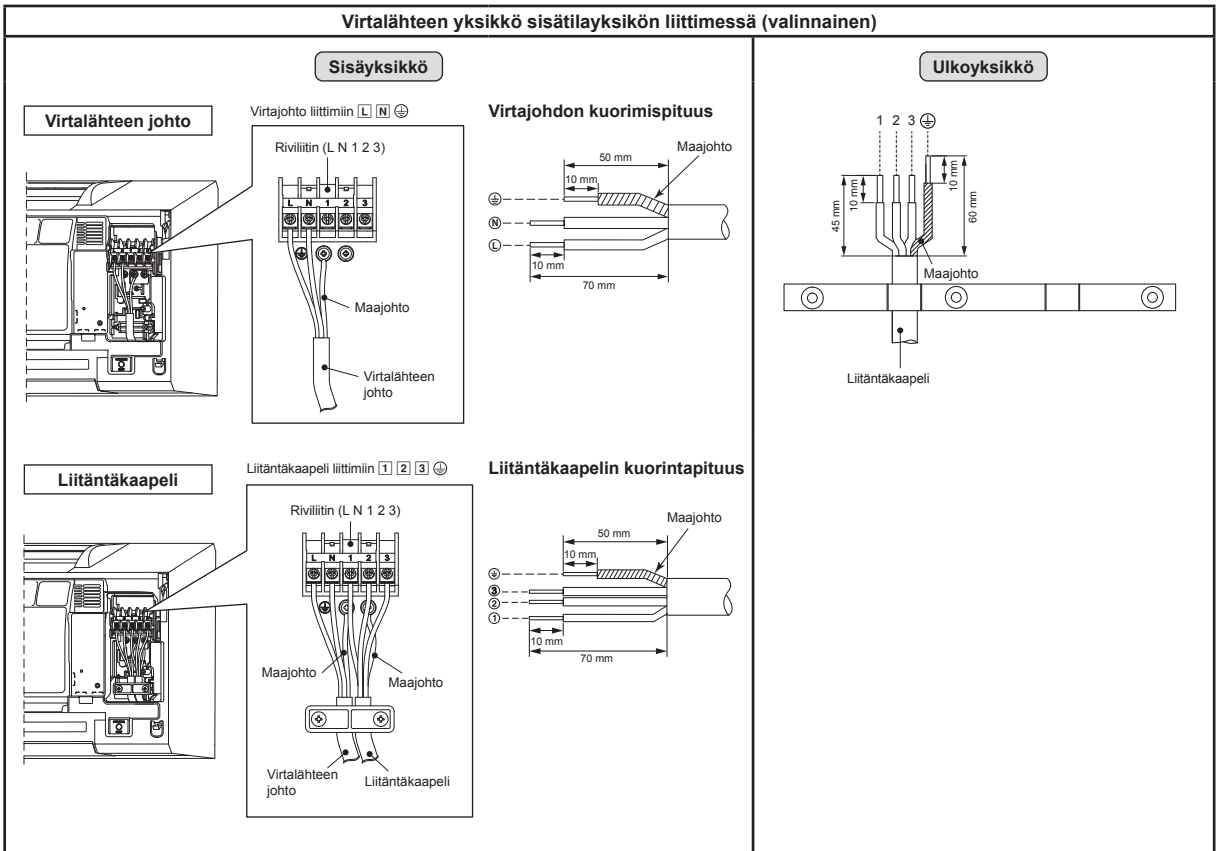 Virtalähteen yksikkö sisätilayksikön liittimessä (valinnainen)
Sisäyksikkö
Virtalähteen johto
Virtajohto liittimiin L N ⏚
Riviliitin (L N 1 2 3)
L N 1 2 3
Maajohto
Virtalähteen
johto
Virtajohdon kuorimispituus
Maajohto
50 mm
10 mm
⏚
N
L
10 mm
70 mm
Liitäntäkaapeli
Liitäntäkaapeli liittimiin 1 2 3 ⏚
Riviliitin (L N 1 2 3)
L N 1 2 3
Maajohto
Maajohto
Virtalähteen
johto
Liitäntäkaapeli
Liitäntäkaapelin kuorintapituus
Maajohto
50 mm
10 mm
⏚
3
2
1
10 mm
70 mm
Ulkoyksikkö
1 2 3 ⏚
10 mm
45 mm
10 mm
60 mm
Maajohto
Liitäntäkaapeli